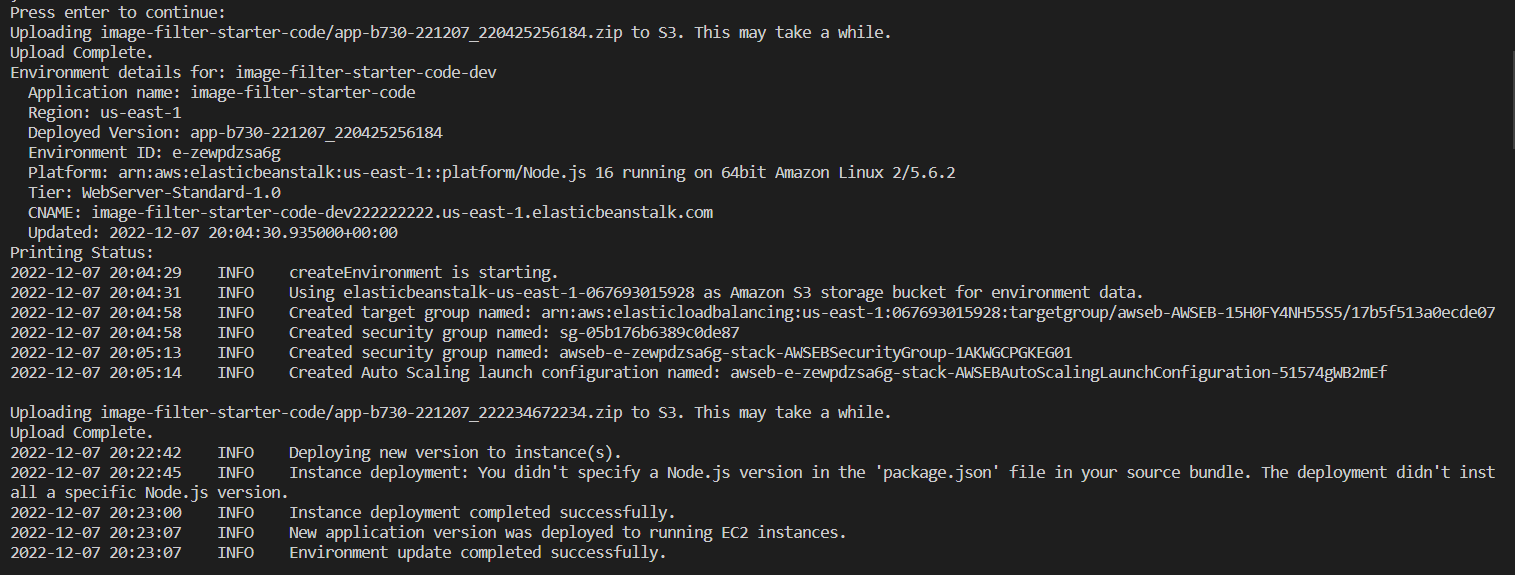 Press enter to continue:
Uploading image-filter-starter-code/app-b730-221207_220425256184.zip to S3. This may take a while.
Upload Complete.
Environment details for: image-filter-starter-code-dev
  Application name: image-filter-starter-code
  Region: us-east-1
  Deployed Version: app-b730-221207_220425256184
  Environment ID: e-zewpdzsa6g
  Platform: arn:aws:elasticbeanstalk:us-east-1::platform/Node.js 16 running on 64bit Amazon Linux 2/5.6.2
  Tier: WebServer-Standard-1.0
  CNAME: image-filter-starter-code-dev222222222.us-east-1.elasticbeanstalk.com
  Updated: 2022-12-07 20:04:30.935000+00:00
Printing Status:
2022-12-07 20:04:29    INFO    createEnvironment is starting.
2022-12-07 20:04:31    INFO    Using elasticbeanstalk-us-east-1-067693015928 as Amazon S3 storage bucket for environment data.
2022-12-07 20:04:58    INFO    Created target group named: arn:aws:elasticloadbalancing:us-east-1:067693015928:targetgroup/awseb-AWSEB-15H0FY4NH55S5/17b5f513a0ecde07
2022-12-07 20:04:58    INFO    Created security group named: sg-05b176b6389c0de87
2022-12-07 20:05:13    INFO    Created security group named: awseb-e-zewpdzsa6g-stack-AWSEBSecurityGroup-1AKWGCPGKEG01
2022-12-07 20:05:14    INFO    Created Auto Scaling launch configuration named: awseb-e-zewpdzsa6g-stack-AWSEBAutoScalingLaunchConfiguration-51574gWB2mEf
Uploading image-filter-starter-code/app-b730-221207_222234672234.zip to S3. This may take a while.
Upload Complete.
2022-12-07 20:22:42    INFO    Deploying new version to instance(s).
2022-12-07 20:22:45    INFO    Instance deployment: You didn't specify a Node.js version in the 'package.json' file in your source bundle. The deployment didn't inst
all a specific Node.js version.
2022-12-07 20:23:00    INFO    Instance deployment completed successfully.
2022-12-07 20:23:07    INFO    New application version was deployed to running EC2 instances.
2022-12-07 20:23:07    INFO    Environment update completed successfully.